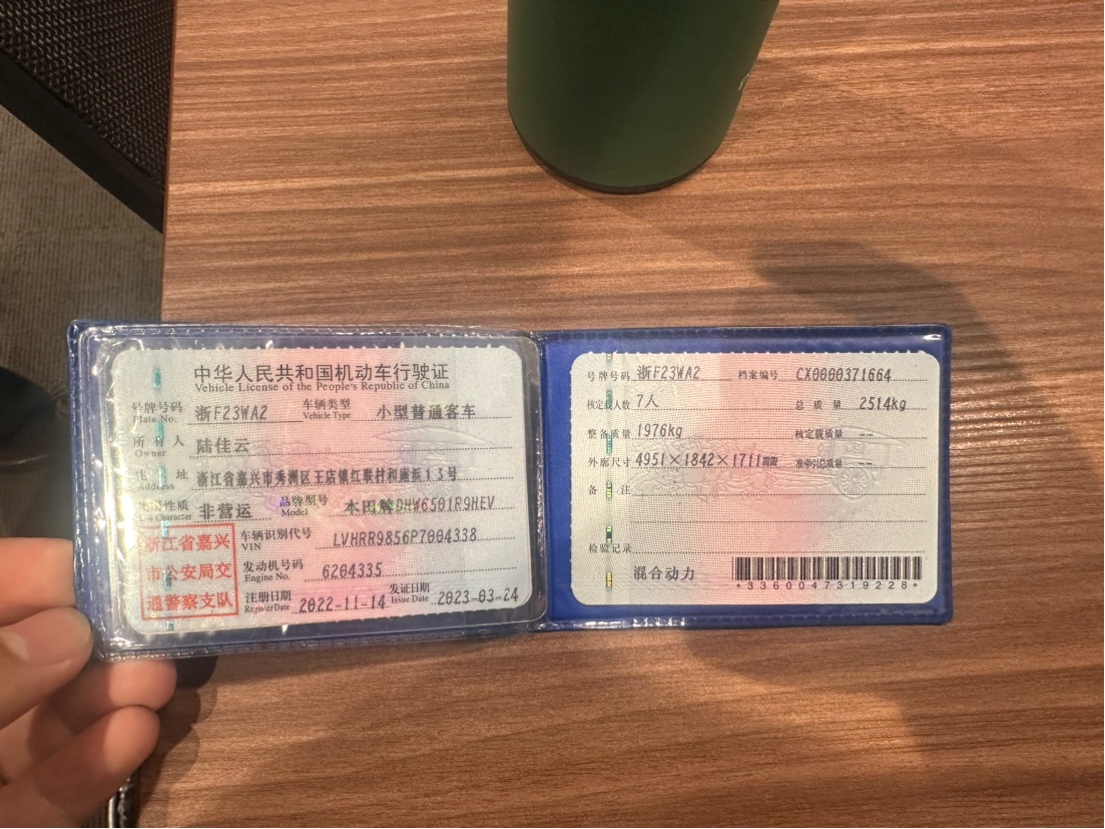 中华人民共和国机动车行驶证
Vehicle License of the People's Republic of China
号牌号码 浙F23WA2 车辆类型 小型普通客车
Plate No. Vehicle Type
所有人 陆佳云
Owner
住址 浙江省嘉兴市秀洲区王店镇红联村和 浜15号
Address
使用性质 非营运 品牌型号 本田牌DHW6501R9HEV
Use Character Model
浙江省嘉兴
市公安局交
通警察支队
车辆识别代号 LVHRR9856P7004338
VIN
发动机号码 6204335
Engine No.
注册日期 2022-11-14 发证日期 2023-03-24
Register Date Issue Date
号牌号码 浙F23WA2 档案编号 CX0000371664
核定载人数 7人 总质量 2514kg
整备质量 1976kg 核定载质量 --
外廓尺寸 4951×1842×1711mm 准牵引总质量 --
备注
检验记录
混合动力
*3360047319228*